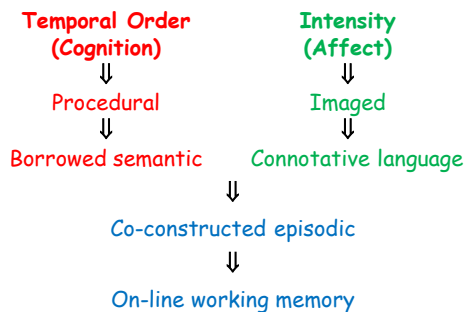 Temporal Order
(Cognition)
Intensity
(Affect)
Procedural
Imaged
Borrowed semantic
Connotative language
Co-constructed episodic
On-line working memory